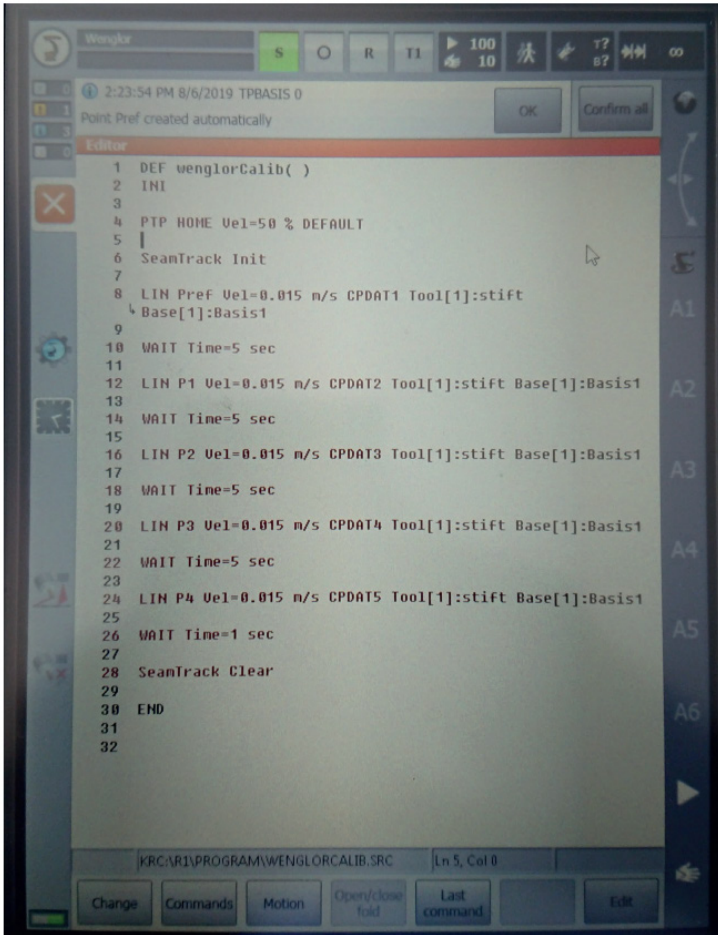 Wenglor
S O R T1 100 10 T? B? ∞
0
1
3
0
2:23:54 PM 8/6/2019 TPBASIS 0
Point Pref created automatically
OK
Confirm all
Editor
1 DEF wenglorCalib( )
2 INI
3
4 PTP HOME Vel=50 % DEFAULT
5
6 SeamTrack Init
7
8 LIN Pref Vel=0.015 m/s CPDAT1 Tool[1]:stift
Base[1]:Basis1
9
10 WAIT Time=5 sec
11
12 LIN P1 Vel=0.015 m/s CPDAT2 Tool[1]:stift Base[1]:Basis1
13
14 WAIT Time=5 sec
15
16 LIN P2 Vel=0.015 m/s CPDAT3 Tool[1]:stift Base[1]:Basis1
17
18 WAIT Time=5 sec
19
20 LIN P3 Vel=0.015 m/s CPDAT4 Tool[1]:stift Base[1]:Basis1
21
22 WAIT Time=5 sec
23
24 LIN P4 Vel=0.015 m/s CPDAT5 Tool[1]:stift Base[1]:Basis1
25
26 WAIT Time=1 sec
27
28 SeamTrack Clear
29
30 END
31
32
A1
A2
A3
A4
A5
A6
KRC:\R1\PROGRAM\WENGLORCALIB.SRC
Ln 5, Col 0
Change
Commands
Motion
Open/close fold
Last command
Edit